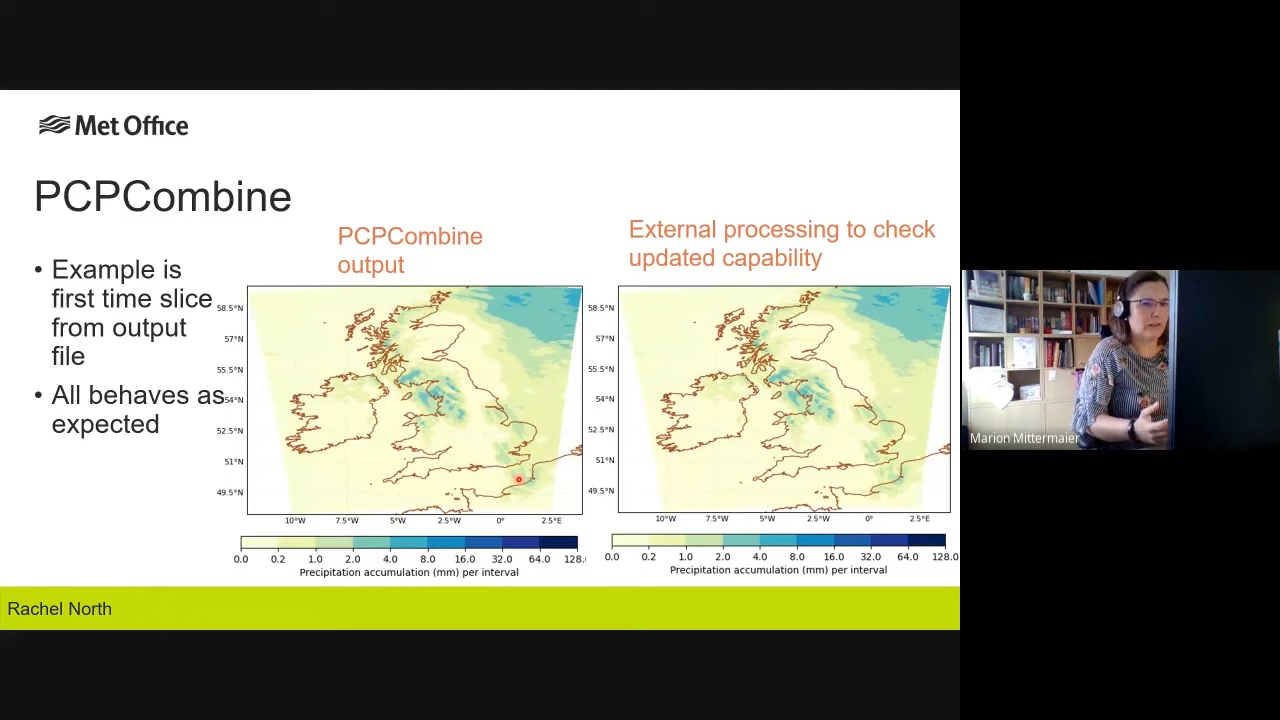 Met Office
PCPCombine
• Example is
first time slice
from output
file
• All behaves as
expected
PCPCombine
output
58.5°N
57°N
55.5°N
54°N
52.5°N
51°N
49.5°N
10°W 7.5°W 5°W 2.5°W 0° 2.5°E
0.0 0.2 1.0 2.0 4.0 8.0 16.0 32.0 64.0 128.
Precipitation accumulation (mm) per interval
External processing to check
updated capability
58.5°N
57°N
55.5°N
54°N
52.5°N
51°N
49.5°N
10°W 7.5°W 5°W 2.5°W 0° 2.5°E
0.0 0.2 1.0 2.0 4.0 8.0 16.0 32.0 64.0 128.0
Precipitation accumulation (mm) per interval
Rachel North
Marion Mittermaier